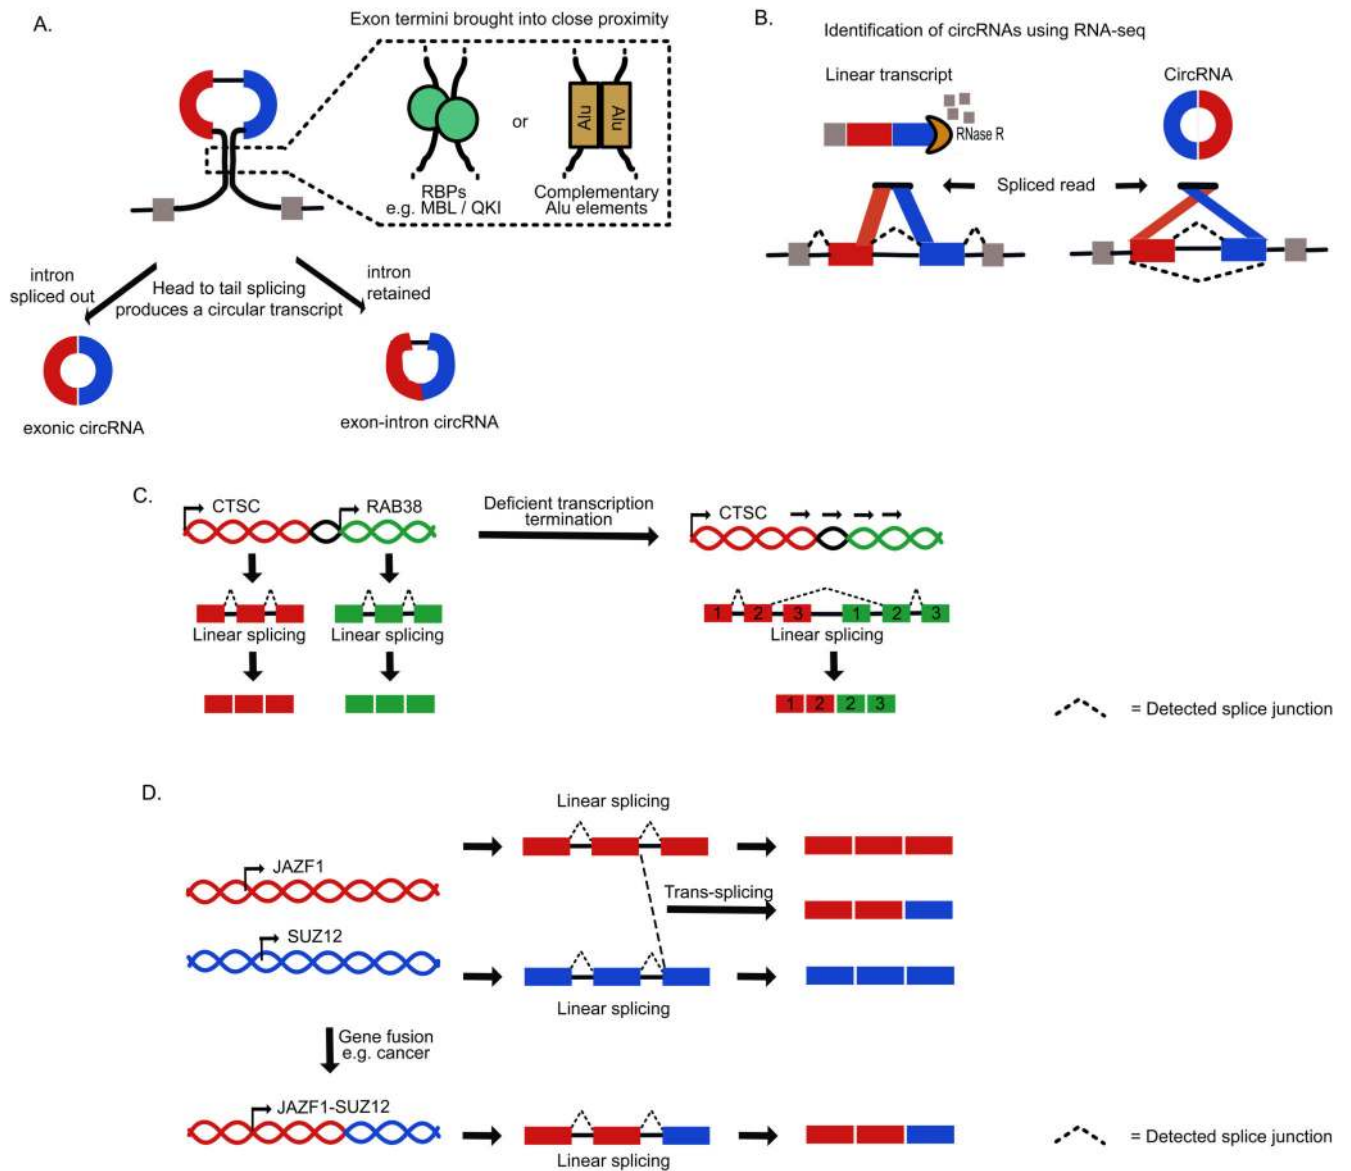 A.
Exon termini brought into close proximity
or
Alu
Alu
RBPs
e.g. MBL / QKI
Complementary
Alu elements
intron
spliced out
Head to tail splicing
produces a circular transcript
intron
retained
exonic circRNA
exon-intron circRNA
B.
Identification of circRNAs using RNA-seq
Linear transcript
CircRNA
RNase R
Spliced read
C.
CTSC
RAB38
Deficient transcription
termination
CTSC
Linear splicing
Linear splicing
1 2 3 1 2 3
Linear splicing
1 2 2 3
= Detected splice junction
D.
Linear splicing
JAZF1
Trans-splicing
SUZ12
Linear splicing
Gene fusion
e.g. cancer
JAZF1-SUZ12
Linear splicing
= Detected splice junction